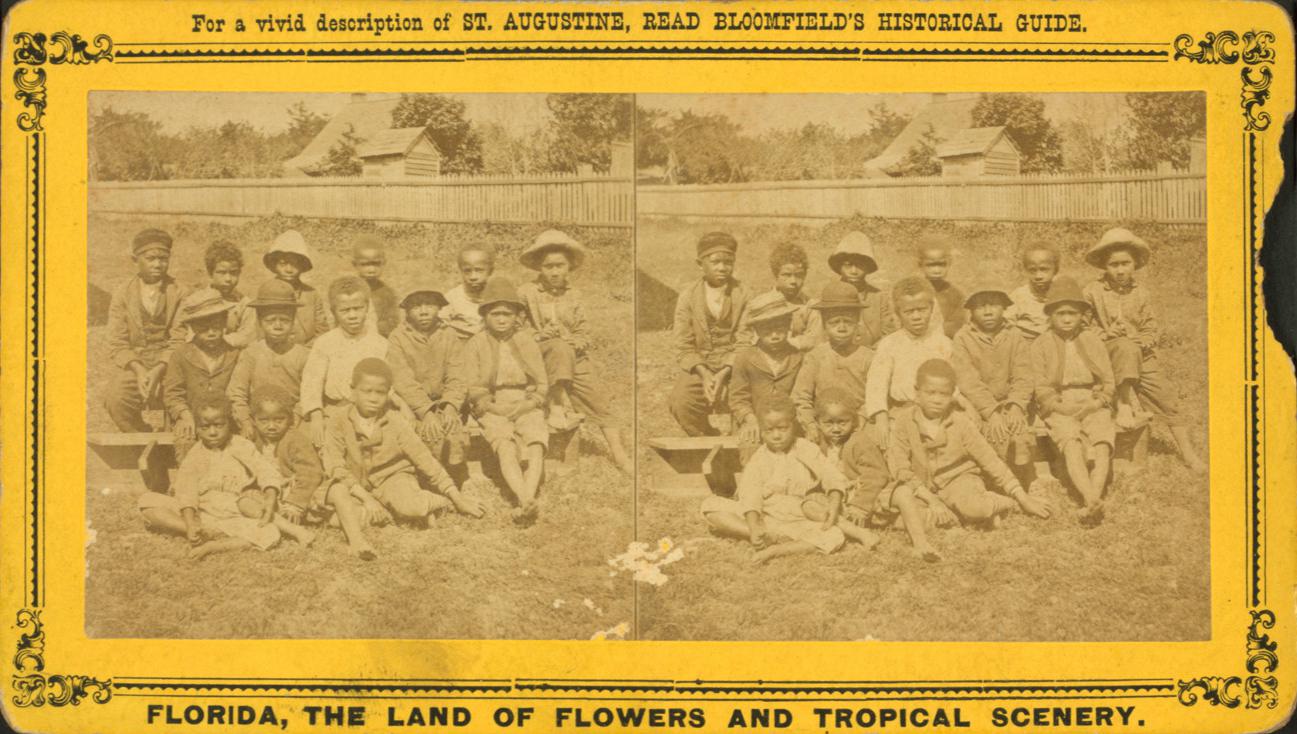 For a vivid description of ST. AUGUSTINE, READ BLOOMFIELD'S HISTORICAL GUIDE.
FLORIDA, THE LAND OF FLOWERS AND TROPICAL SCENERY.